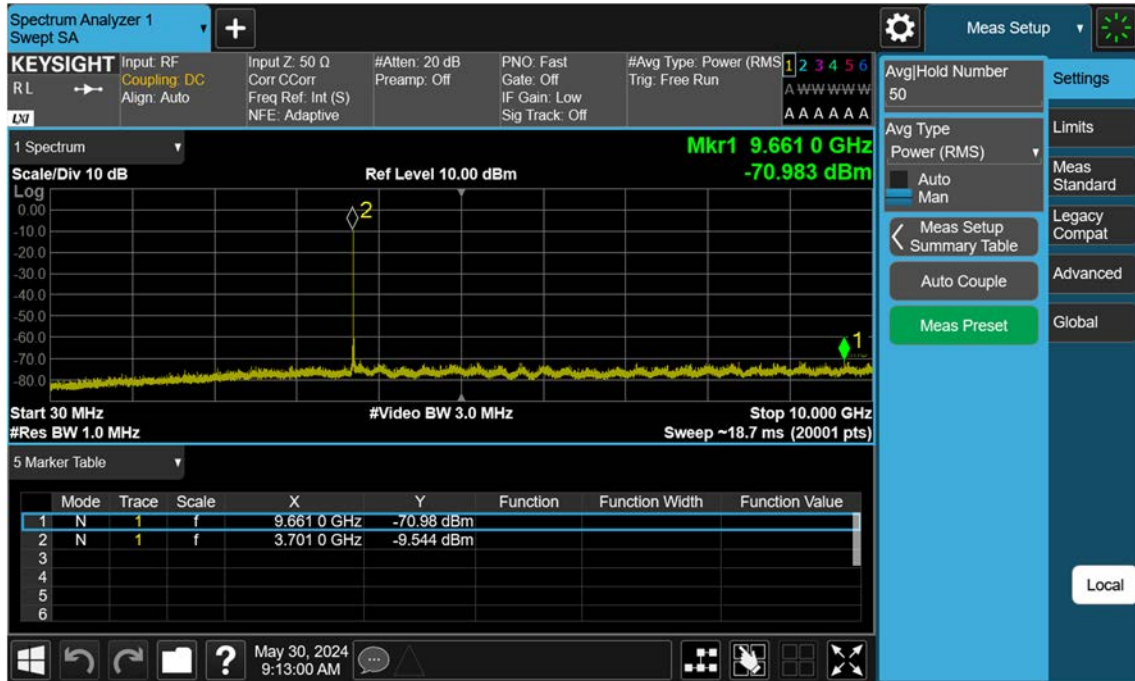 Spectrum Analyzer 1
Swept SA
+
Meas Setup
KEYSIGHT
R L
LXI
Input: RF
Coupling: DC
Align: Auto
Input Z: 50 Ω
Corr CCorr
Freq Ref: Int (S)
NFE: Adaptive
#Atten: 20 dB
Preamp: Off
PNO: Fast
Gate: Off
IF Gain: Low
Sig Track: Off
#Avg Type: Power (RMS
Trig: Free Run
1 2 3 4 5 6
A W W W W W
A A A A A A
1 Spectrum
Scale/Div 10 dB
Ref Level 10.00 dBm
Mkr1 9.661 0 GHz
-70.983 dBm
Log
0.00
-10.0
-20.0
-30.0
-40.0
-50.0
-60.0
-70.0
-80.0
2
1
Start 30 MHz
#Video BW 3.0 MHz
Stop 10.000 GHz
#Res BW 1.0 MHz
Sweep ~18.7 ms (20001 pts)
5 Marker Table
Mode Trace Scale X Y Function Function Width Function Value
1 N 1 f 9.661 0 GHz -70.98 dBm
2 N 1 f 3.701 0 GHz -9.544 dBm
3
4
5
6
Avg|Hold Number
50
Avg Type
Power (RMS)
Auto
Man
Meas Setup
Summary Table
Auto Couple
Meas Preset
Settings
Limits
Meas
Standard
Legacy
Compat
Advanced
Global
Local
?
May 30, 2024
9:13:00 AM